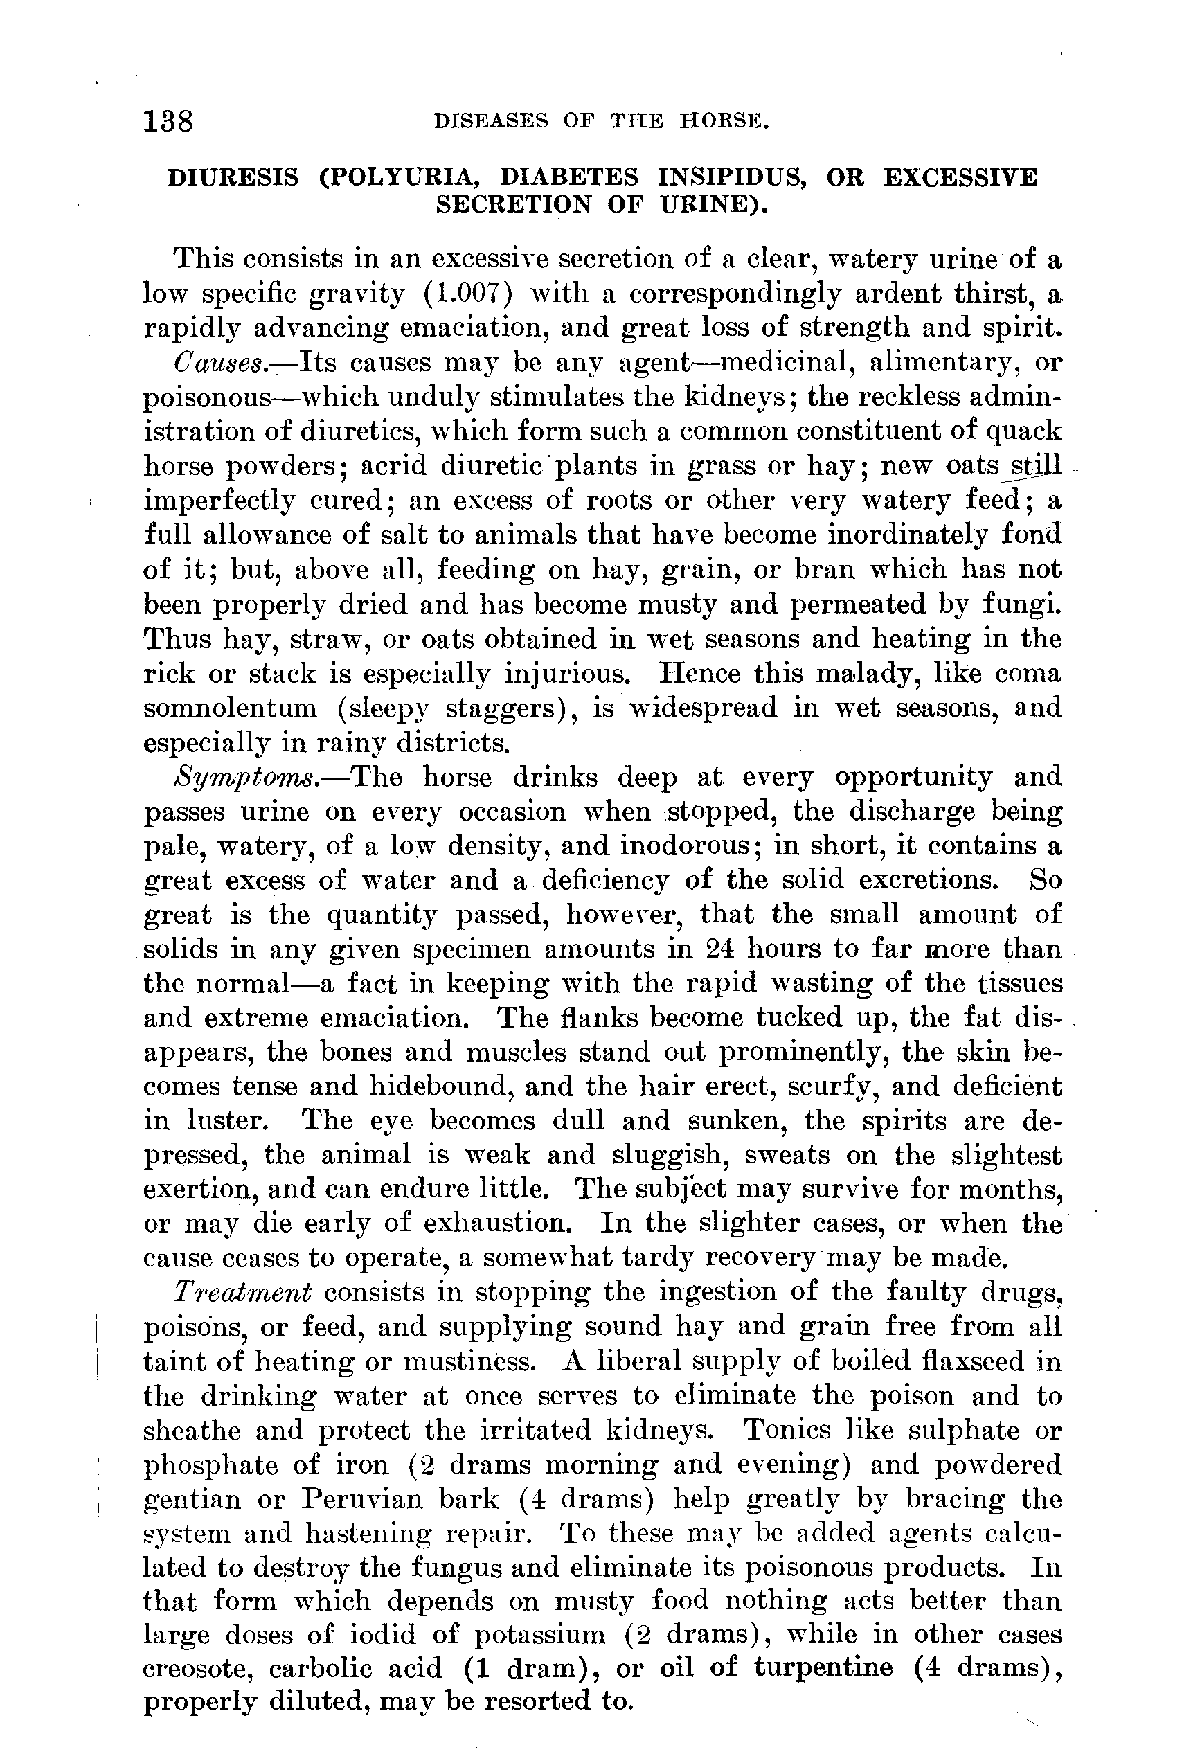 138 DISEASES OF THE HORSE.
DIURESIS (POLYURIA, DIABETES INSIPIDUS, OR EXCESSIVE
SECRETION OF URINE).
This consists in an excessive secretion of a clear, watery urine of a
low specific gravity (1.007) with a correspondingly ardent thirst, a
rapidly advancing emaciation, and great loss of strength and spirit.
Causes.—Its causes may be any agent—medicinal, alimentary, or
poisonous—which unduly stimulates the kidneys; the reckless admin-
istration of diuretics, which form such a common constituent of quack
horse powders; acrid diuretic plants in grass or hay; new oats still
imperfectly cured; an excess of roots or other very watery feed; a
full allowance of salt to animals that have become inordinately fond
of it; but, above all, feeding on hay, grain, or bran which has not
been properly dried and has become musty and permeated by fungi.
Thus hay, straw, or oats obtained in wet seasons and heating in the
rick or stack is especially injurious. Hence this malady, like coma
somnolentum (sleepy staggers), is widespread in wet seasons, and
especially in rainy districts.
Symptoms.—The horse drinks deep at every opportunity and
passes urine on every occasion when stopped, the discharge being
pale, watery, of a low density, and inodorous; in short, it contains a
great excess of water and a deficiency of the solid excretions. So
great is the quantity passed, however, that the small amount of
solids in any given specimen amounts in 24 hours to far more than
the normal—a fact in keeping with the rapid wasting of the tissues
and extreme emaciation. The flanks become tucked up, the fat dis-
appears, the bones and muscles stand out prominently, the skin be-
comes tense and hidebound, and the hair erect, scurfy, and deficient
in luster. The eye becomes dull and sunken, the spirits are de-
pressed, the animal is weak and sluggish, sweats on the slightest
exertion, and can endure little. The subject may survive for months,
or may die early of exhaustion. In the slighter cases, or when the
cause ceases to operate, a somewhat tardy recovery may be made.
Treatment consists in stopping the ingestion of the faulty drugs,
poisons, or feed, and supplying sound hay and grain free from all
taint of heating or mustiness. A liberal supply of boiled flaxseed in
the drinking water at once serves to eliminate the poison and to
sheathe and protect the irritated kidneys. Tonics like sulphate or
phosphate of iron (2 drams morning and evening) and powdered
gentian or Peruvian bark (4 drams) help greatly by bracing the
system and hastening repair. To these may be added agents calcu-
lated to destroy the fungus and eliminate its poisonous products. In
that form which depends on musty food nothing acts better than
large doses of iodid of potassium (2 drams), while in other cases
creosote, carbolic acid (1 dram), or oil of turpentine (4 drams),
properly diluted, may be resorted to.